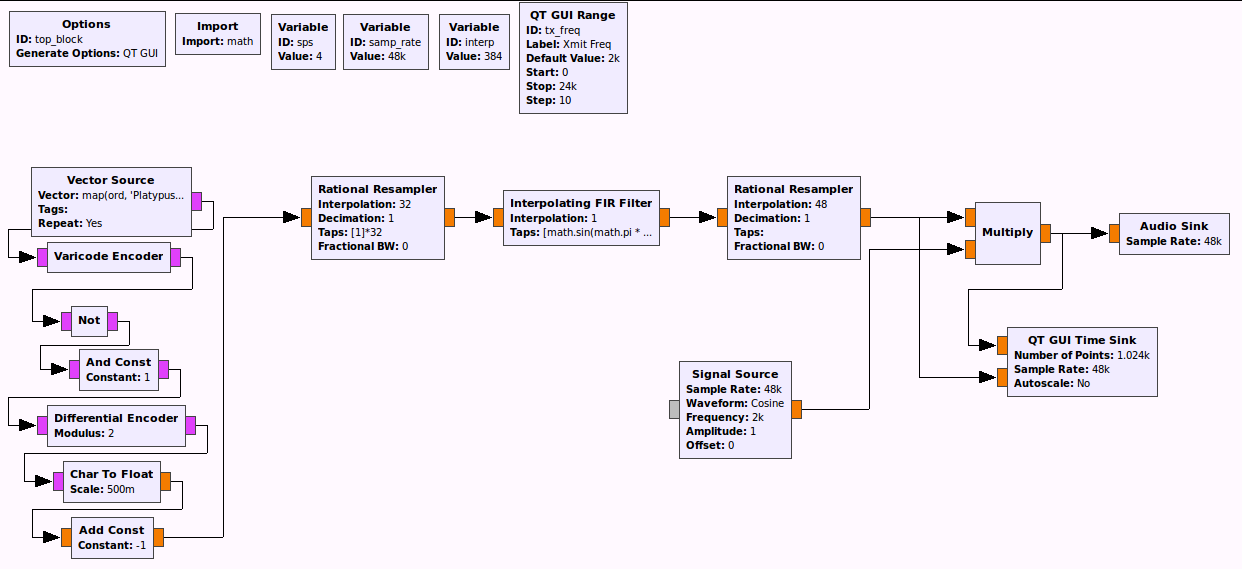 Options
ID: top_block
Generate Options: QT GUI
Import
Import: math
Variable
ID: sps
Value: 4
Variable
ID: samp_rate
Value: 48k
Variable
ID: interp
Value: 384
QT GUI Range
ID: tx_freq
Label: Xmit Freq
Default Value: 2k
Start: 0
Stop: 24k
Step: 10
Vector Source
Vector: map(ord, 'Platypus...
Tags:
Repeat: Yes
Varicode Encoder
Not
And Const
Constant: 1
Differential Encoder
Modulus: 2
Char To Float
Scale: 500m
Add Const
Constant: -1
Rational Resampler
Interpolation: 32
Decimation: 1
Taps: [1]*32
Fractional BW: 0
Interpolating FIR Filter
Interpolation: 1
Taps: [math.sin(math.pi * ...
Rational Resampler
Interpolation: 48
Decimation: 1
Taps:
Fractional BW: 0
Signal Source
Sample Rate: 48k
Waveform: Cosine
Frequency: 2k
Amplitude: 1
Offset: 0
Multiply
Audio Sink
Sample Rate: 48k
QT GUI Time Sink
Number of Points: 1.024k
Sample Rate: 48k
Autoscale: No